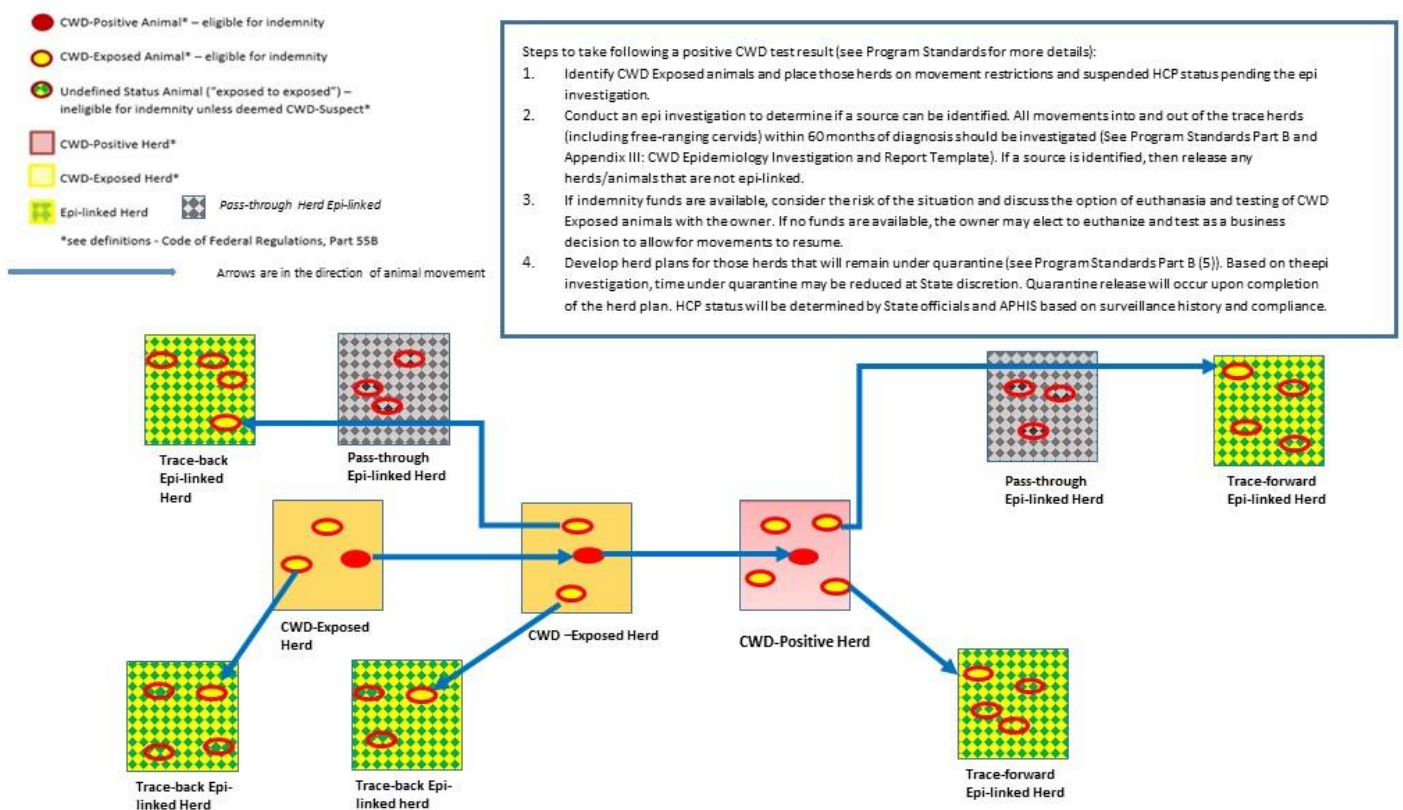 CWD-Positive Animal* – eligible for indemnity
CWD-Exposed Animal* – eligible for indemnity
Undefined Status Animal ("exposed to exposed") –
ineligible for indemnity unless deemed CWD-Suspect*
CWD-Positive Herd*
CWD-Exposed Herd*
Epi-linked Herd
Pass-through Herd Epi-linked
*see definitions - Code of Federal Regulations, Part 55B
Arrows are in the direction of animal movement
Steps to take following a positive CWD test result (see Program Standards for more details):
1. Identify CWD Exposed animals and place those herds on movement restrictions and suspended HCP status pending the epi
investigation.
2. Conduct an epi investigation to determine if a source can be identified. All movements into and out of the trace herds
(including free-ranging cervids) within 60 months of diagnosis should be investigated (See Program Standards Part B and
Appendix III: CWD Epidemiology Investigation and Report Template). If a source is identified, then release any
herds/animals that are not epi-linked.
3. If indemnity funds are available, consider the risk of the situation and discuss the option of euthanasia and testing of CWD
Exposed animals with the owner. If no funds are available, the owner may elect to euthanize and test as a business
decision to allow for movements to resume.
4. Develop herd plans for those herds that will remain under quarantine (see Program Standards Part B (5)). Based on theepi
investigation, time under quarantine may be reduced at State discretion. Quarantine release will occur upon completion
of the herd plan. HCP status will be determined by State officials and APHIS based on surveillance history and compliance.
Trace-back
Epi-linked
Herd
Pass-through
Epi-linked Herd
Pass-through
Epi-linked Herd
Trace-forward
Epi-linked Herd
CWD-Exposed
Herd
CWD –Exposed Herd
CWD-Positive Herd
Trace-back Epi-
linked Herd
Trace-back Epi-
linked herd
Trace-forward
Epi-linked Herd